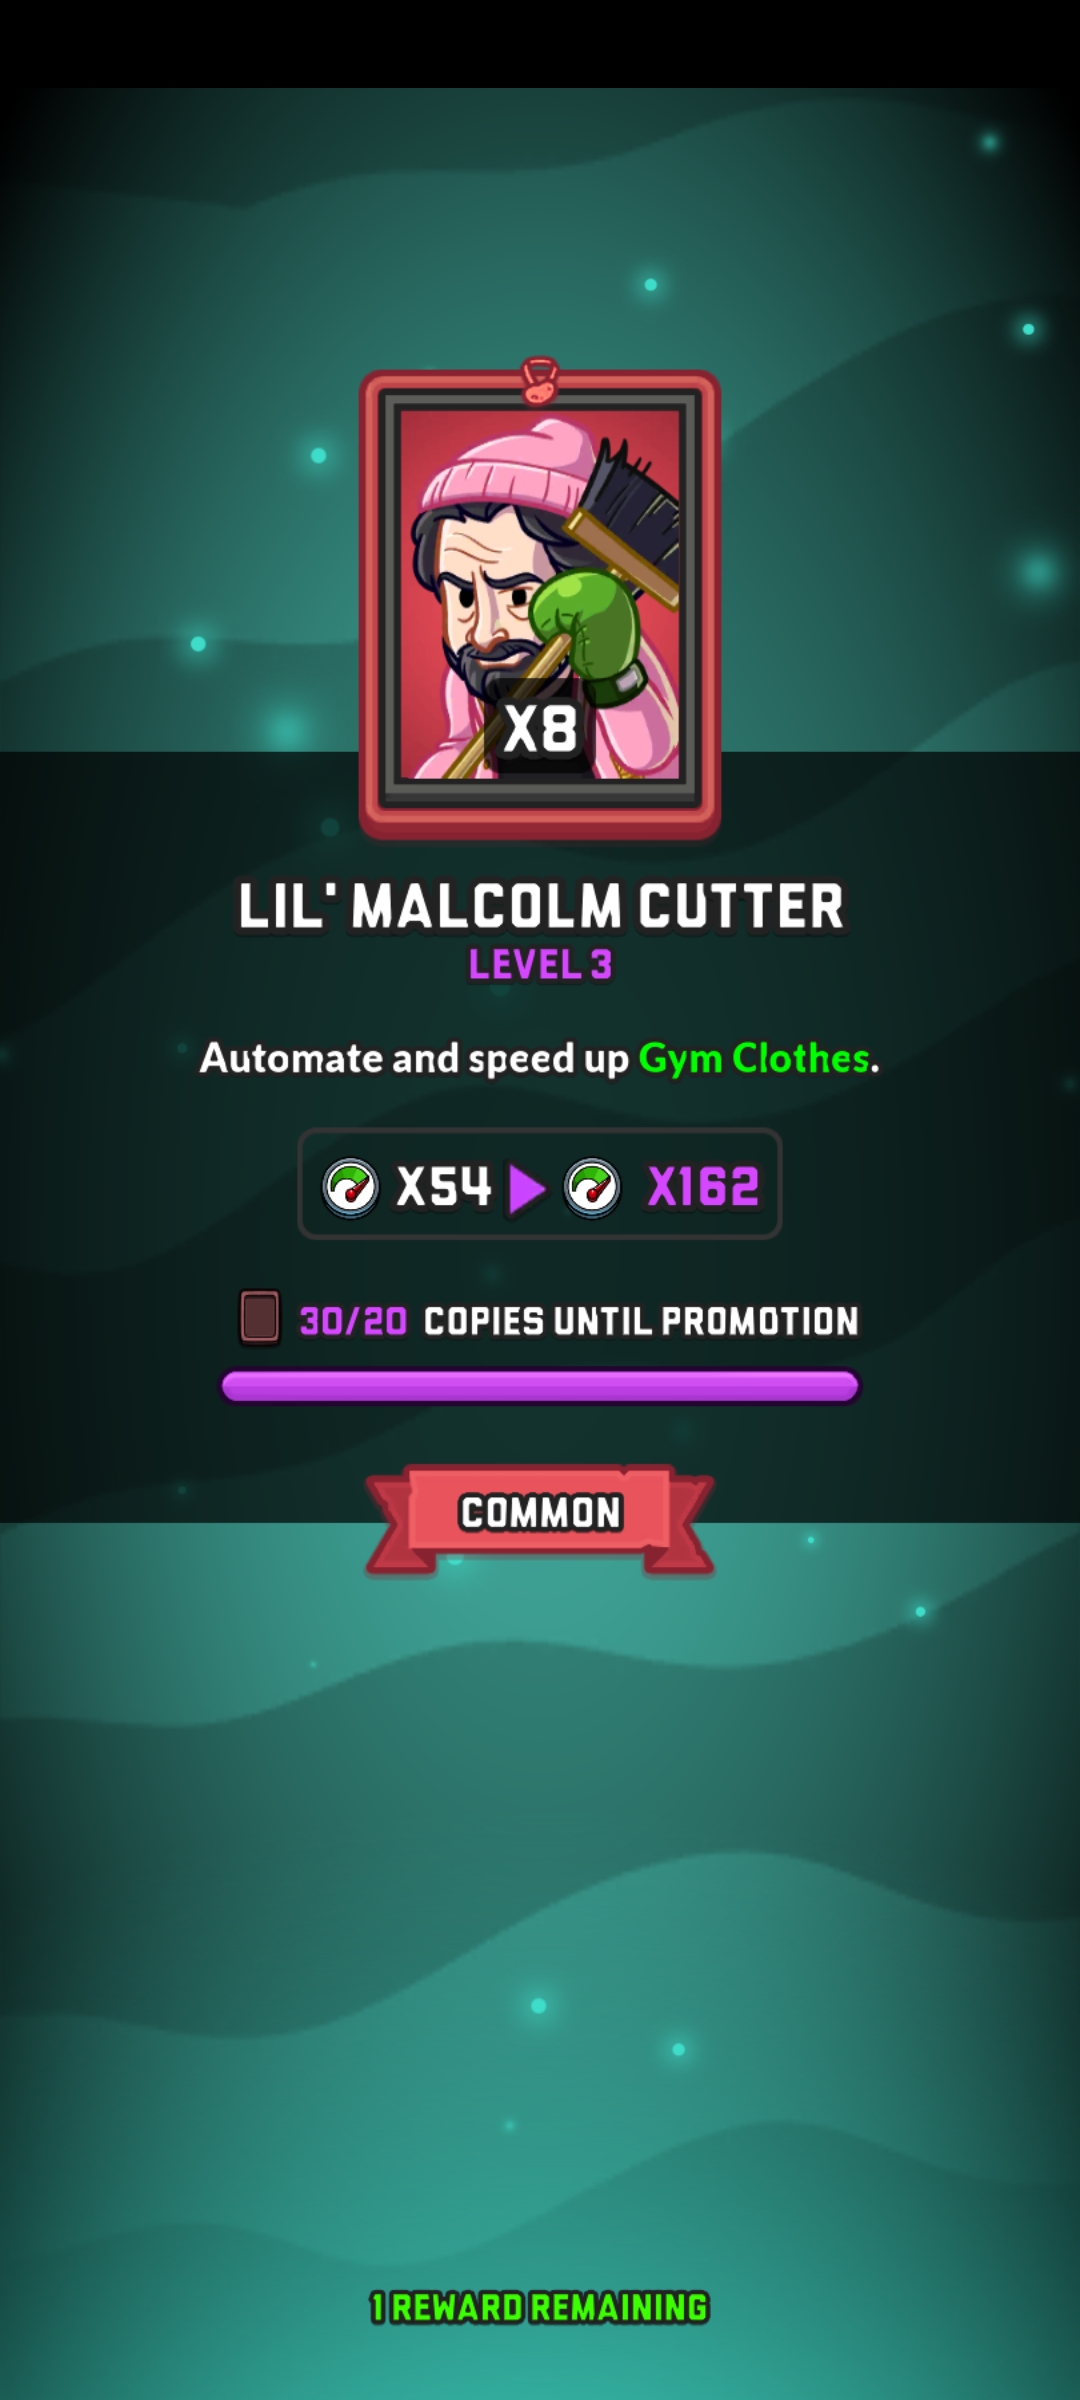 X8
LIL' MALCOLM CUTTER
LEVEL 3
Automate and speed up Gym Clothes.
X54 X162
30/20 COPIES UNTIL PROMOTION
COMMON
1 REWARD REMAINING